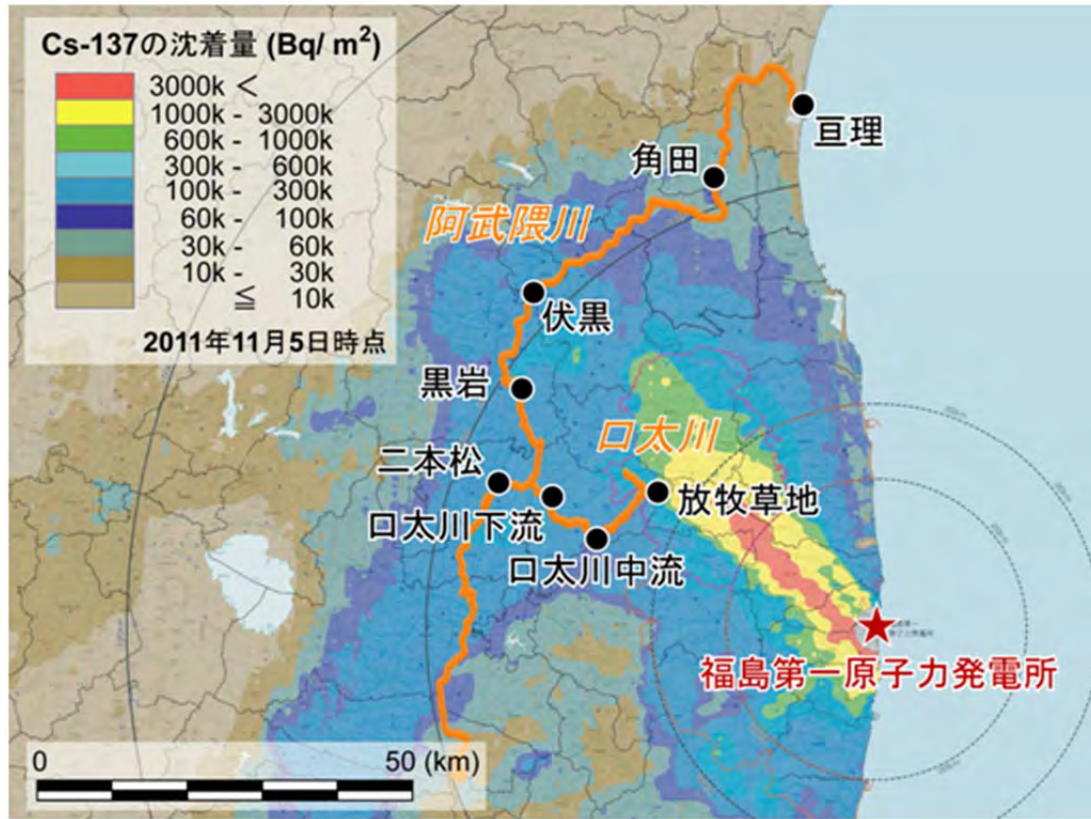 Cs-137の沈着量 (Bq/ m²)
3000k <
1000k - 3000k
600k - 1000k
300k - 600k
100k - 300k
60k - 100k
30k - 60k
10k - 30k
≦ 10k
2011年11月5日時点
亘理
角田
阿武隈川
伏黒
黒岩
口太川
二本松
放牧草地
口太川下流
口太川中流
福島第一原子力発電所
0 50 (km)